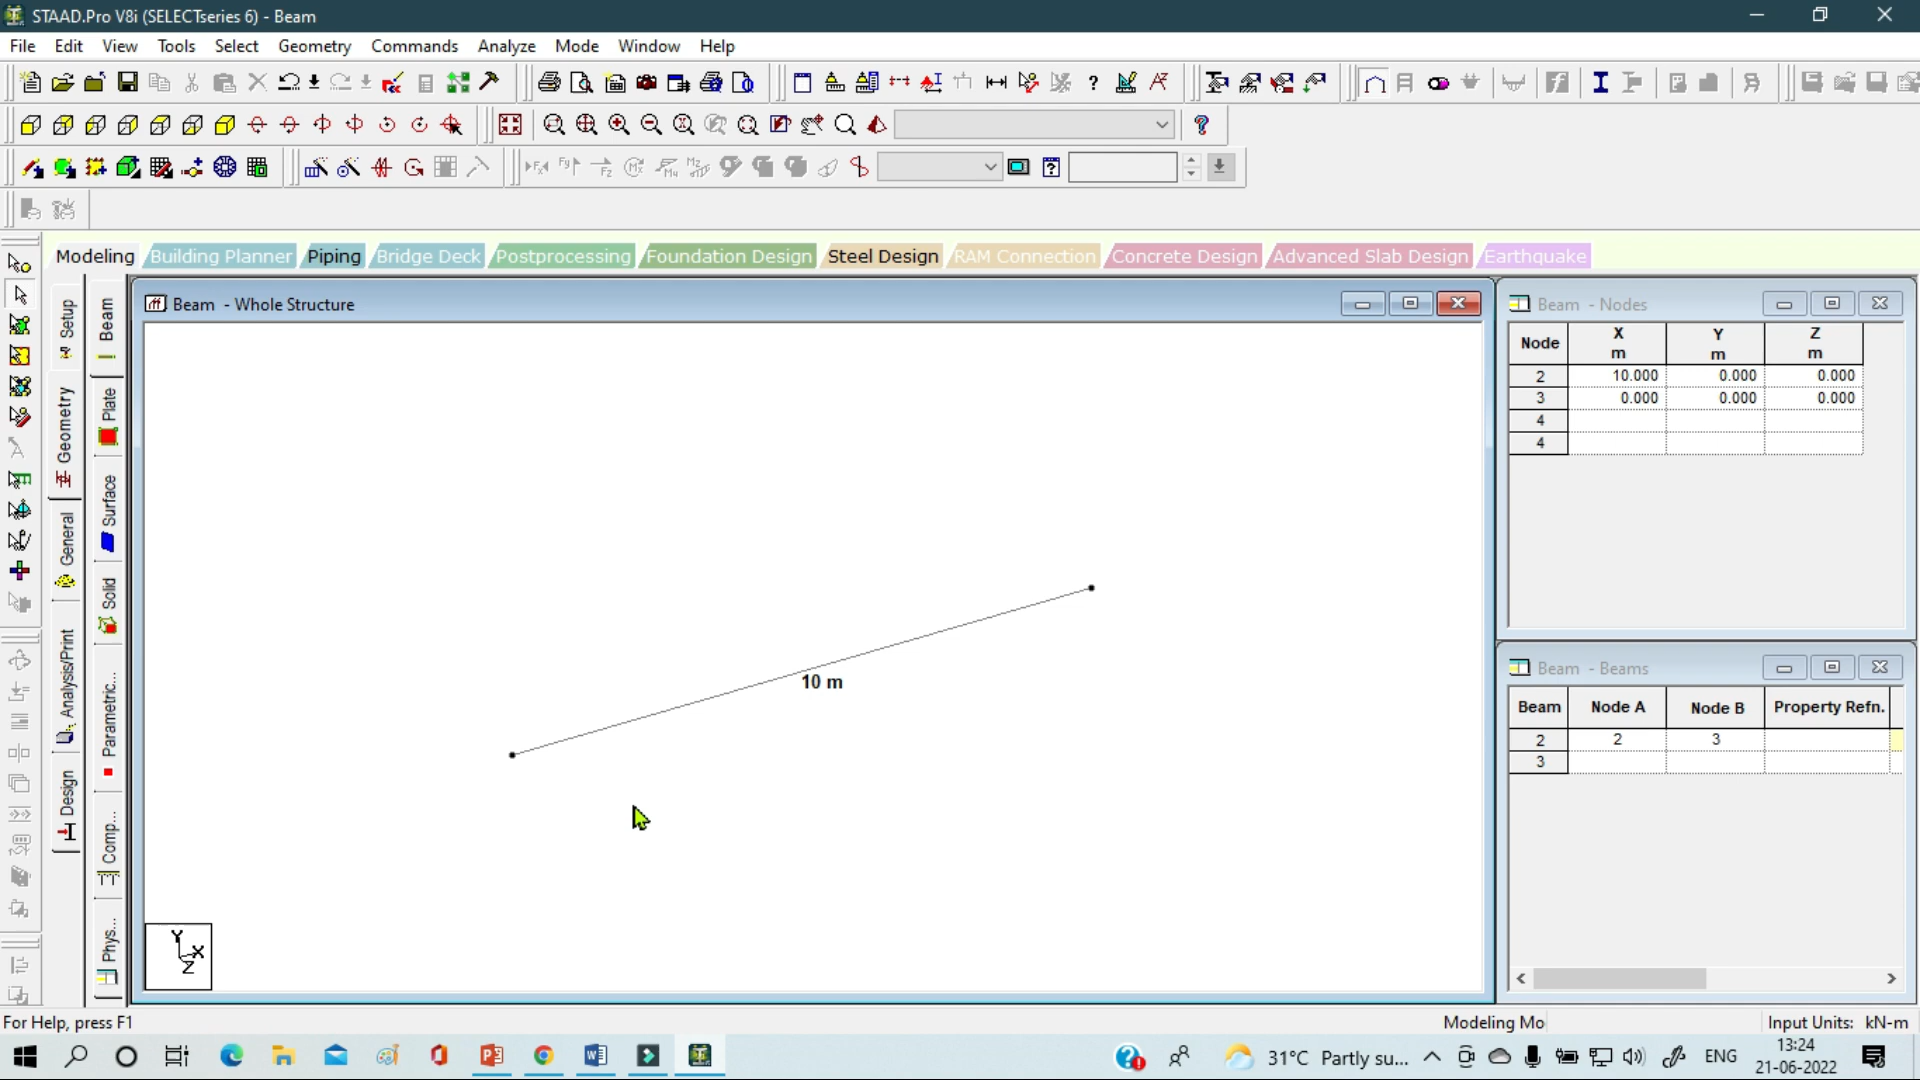 STAAD.Pro V8i (SELECTseries 6) - Beam
File Edit View Tools Select Geometry Commands Analyze Mode Window Help
Modeling Building Planner Piping Bridge Deck Postprocessing Foundation Design Steel Design RAM Connection Concrete Design Advanced Slab Design Earthquake
Setup
Geometry
General
Analysis/Print
Design
Beam
Plate
Surface
Solid
Parametric...
Comp...
Phys...
Beam - Whole Structure
10 m
Y
X
Z
Beam - Nodes
Node X m Y m Z m
2 10.000 0.000 0.000
3 0.000 0.000 0.000
4
4
Beam - Beams
Beam Node A Node B Property Refn.
2 2 3
3
For Help, press F1
Modeling Mo
Input Units: kN-m
31°C Partly su...
ENG
13:24
21-06-2022